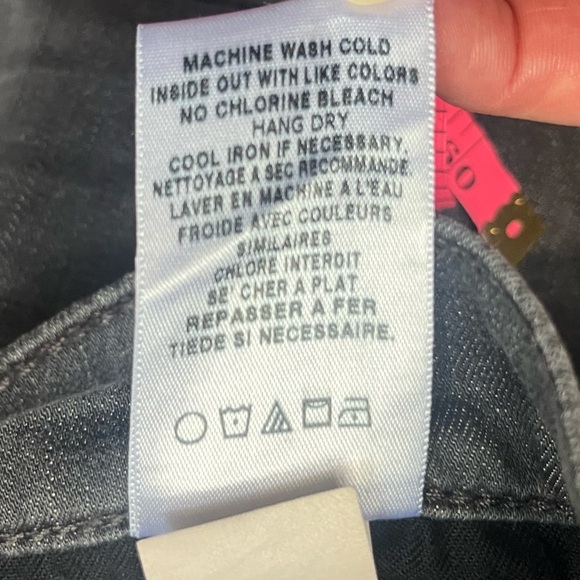 MACHINE WASH COLD
INSIDE OUT WITH LIKE COLORS
NO CHLORINE BLEACH
HANG DRY
COOL IRON IF NECESSARY,
NETTOYAGE A SEC RECOMMANDE
LAVER EN MACHINE A L'EAU
FROIDE AVEC COULEURS
SIMILAIRES
CHLORE INTERDIT
SE' CHER A PLAT
REPASSER A FER
TIEDE SI NECESSAIRE.
60